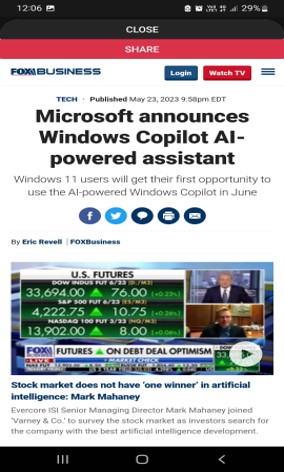 12:06
29%
CLOSE
SHARE
FOX BUSINESS
Login
Watch TV
TECH · Published May 23, 2023 9:58pm EDT
Microsoft announces
Windows Copilot AI-
powered assistant
Windows 11 users will get their first opportunity to
use the AI-powered Windows Copilot in June
By Eric Revell | FOXBusiness
U.S. FUTURES
DOW INDUS FUT 6/23
33,694.00 76.00 (+0.23%)
S&P 500 FUT 6/23
4,222.75 10.75 (+0.26%)
NASDAQ 100 FUT 6/23
13,902.00 8.00 (+0.06%)
FUTURES ON DEBT DEAL OPTIMISM
MARKET CHECK
Stock market does not have 'one winner' in artificial
intelligence: Mark Mahaney
Evercore ISI Senior Managing Director Mark Mahaney joined
'Varney & Co.' to survey the stock market as investors search for
the company with the best artificial intelligence development.